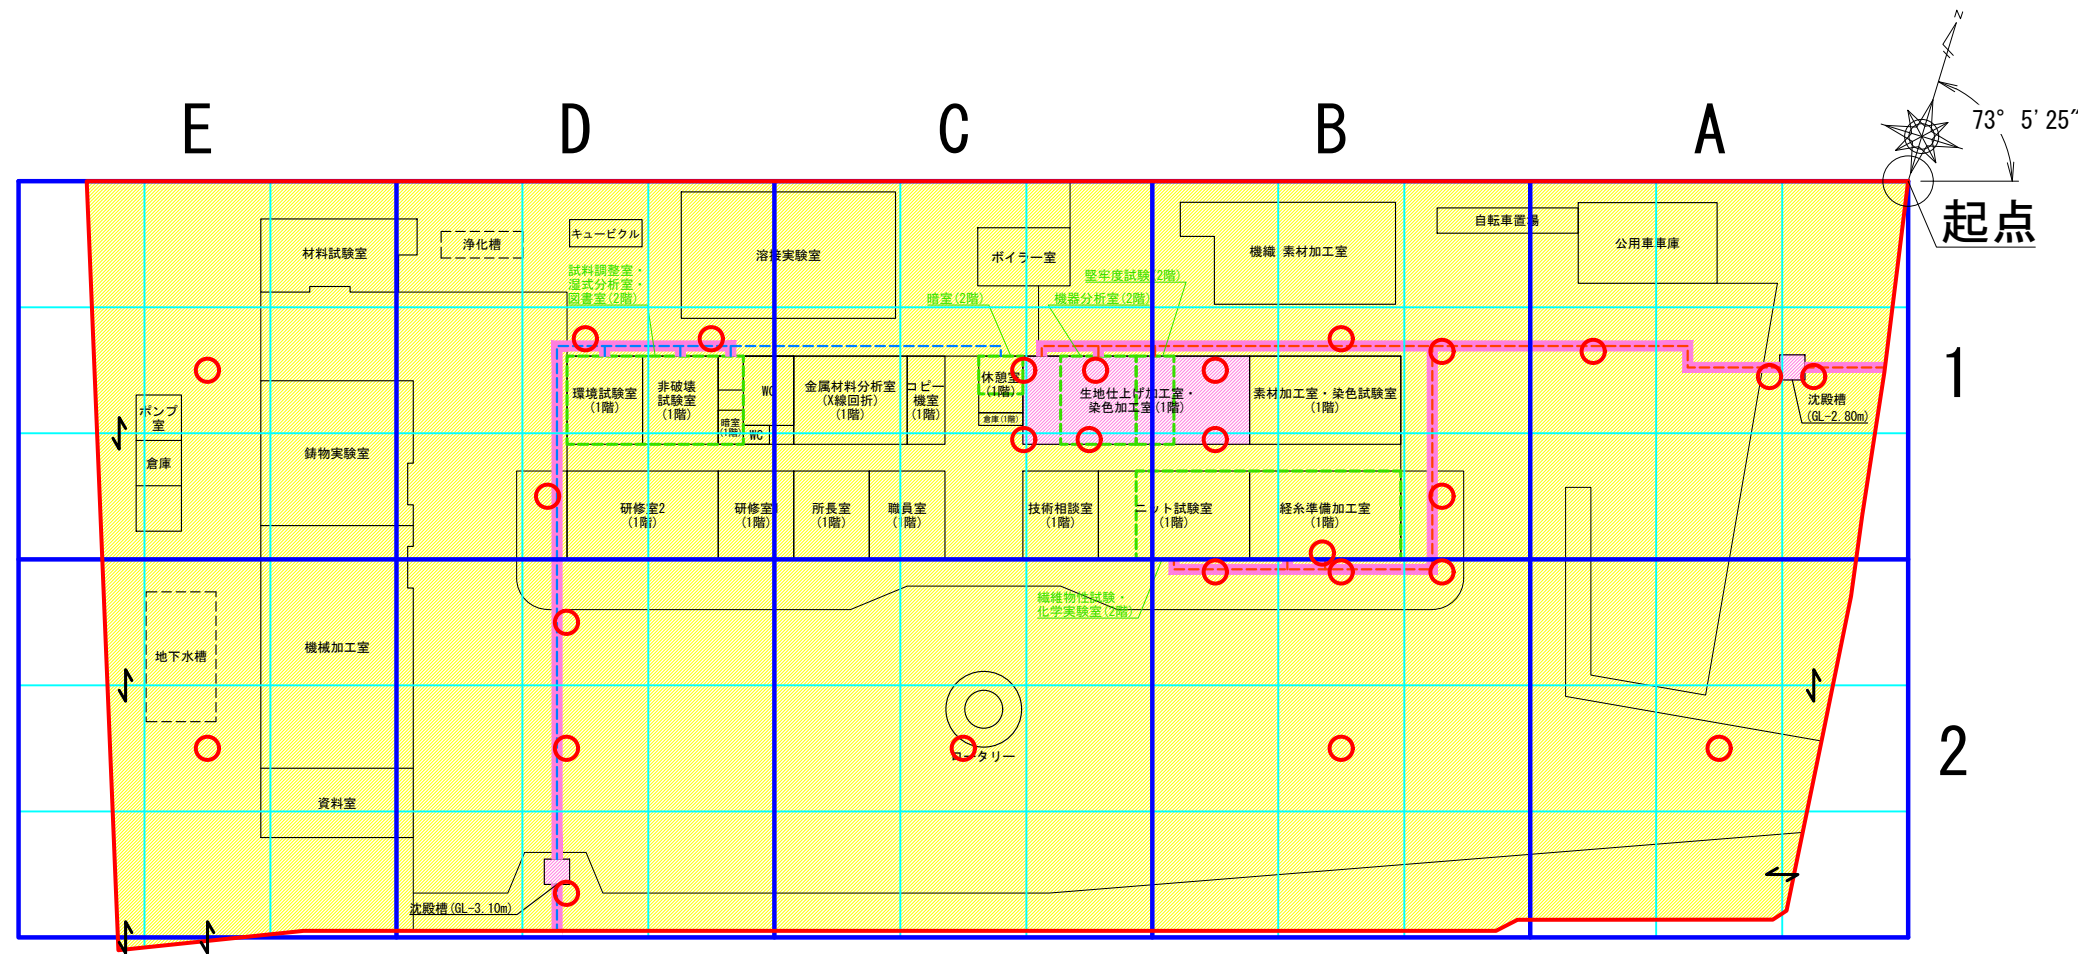 N
73° 5'25″
E
D
C
B
A
起点
キュービクル
自転車置場
材料試験室
浄化槽
溶接実験室
ボイラー室
機織 素材加工室
公用車車庫
試料調整室・
湿式分析室・
図書室(2階)
暗室(2階)
機器分析室(2階)
堅牢度試験(2階)
1
環境試験室
(1階)
非破壊
試験室
(1階)
WC
暗室
(1階)
WC
金属材料分析室
(X線回折)
(1階)
コピー
機室
(1階)
休憩室
(1階)
倉庫(1階)
生地仕上げ加工室・
染色加工室(1階)
素材加工室・染色試験室
(1階)
沈殿槽
(GL-2.80m)
ポンプ
室
倉庫
鋳物実験室
研修室2
(1階)
研修室1
(1階)
所長室
(1階)
職員室
(1階)
技術相談室
(1階)
ニット試験室
(1階)
経糸準備加工室
(1階)
繊維物性試験・
化学実験室(2階)
地下水槽
機械加工室
ロータリー
2
資料室
沈殿槽(GL-3.10m)